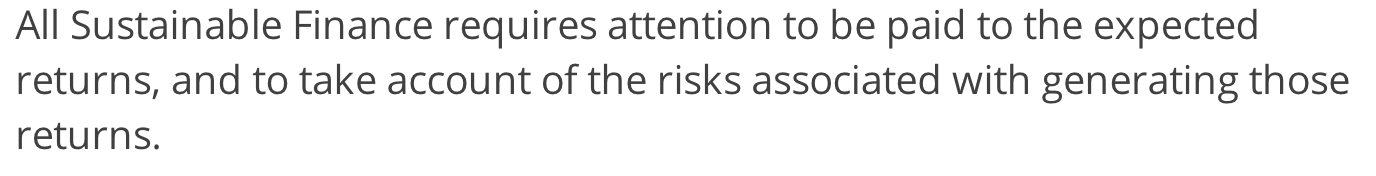 All Sustainable Finance requires attention to be paid to the expected
returns, and to take account of the risks associated with generating those
returns.